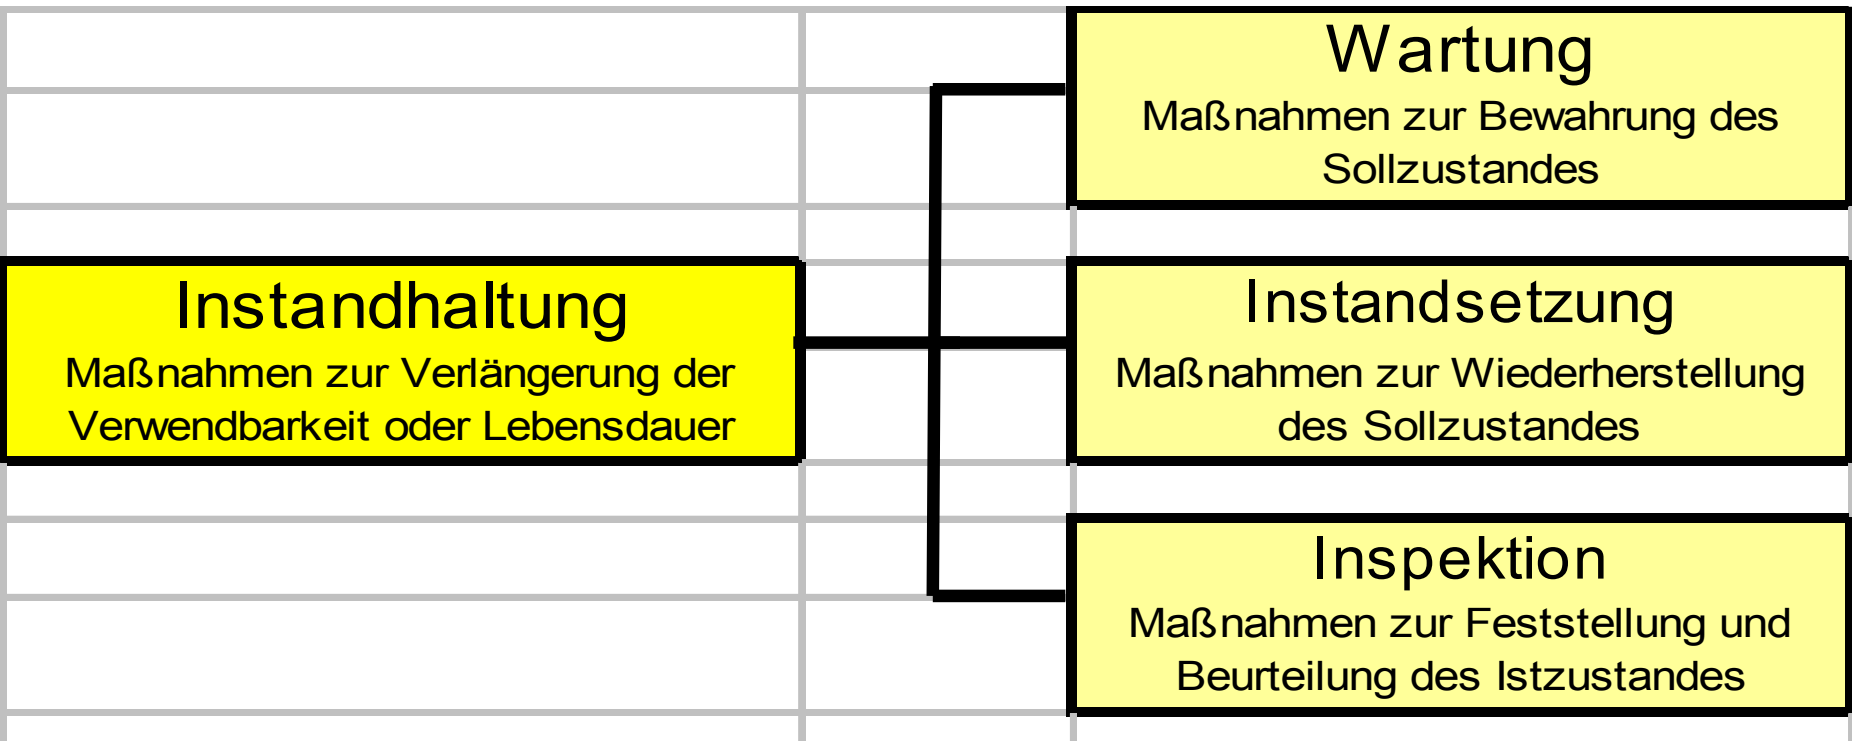 Wartung
Maßnahmen zur Bewahrung des
Sollzustandes
Instandhaltung
Maßnahmen zur Verlängerung der
Verwendbarkeit oder Lebensdauer
Instandsetzung
Maßnahmen zur Wiederherstellung
des Sollzustandes
Inspektion
Maßnahmen zur Feststellung und
Beurteilung des Istzustandes